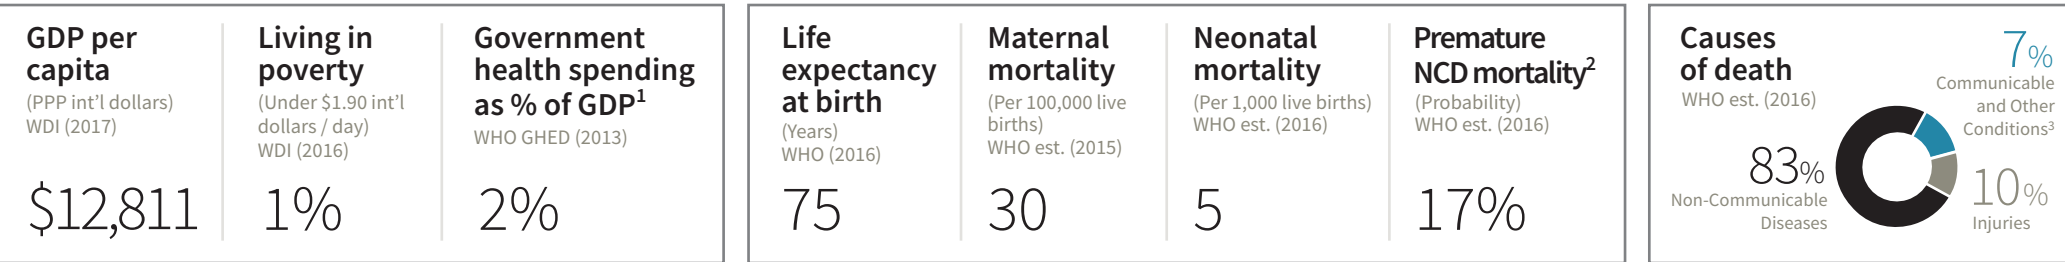 GDP per
capita
(PPP int'l dollars)
WDI (2017)
$12,811
Living in
poverty
(Under $1.90 int'l
dollars / day)
WDI (2016)
1%
Government
health spending
as % of GDP¹
WHO GHED (2013)
2%
Life
expectancy
at birth
(Years)
WHO (2016)
75
Maternal
mortality
(Per 100,000 live
births)
WHO est. (2015)
30
Neonatal
mortality
(Per 1,000 live births)
WHO est. (2016)
5
Premature
NCD mortality²
(Probability)
WHO est. (2016)
17%
Causes
of death
WHO est. (2016)
7%
Communicable
and Other
Conditions³
83%
Non-Communicable
Diseases
10%
Injuries